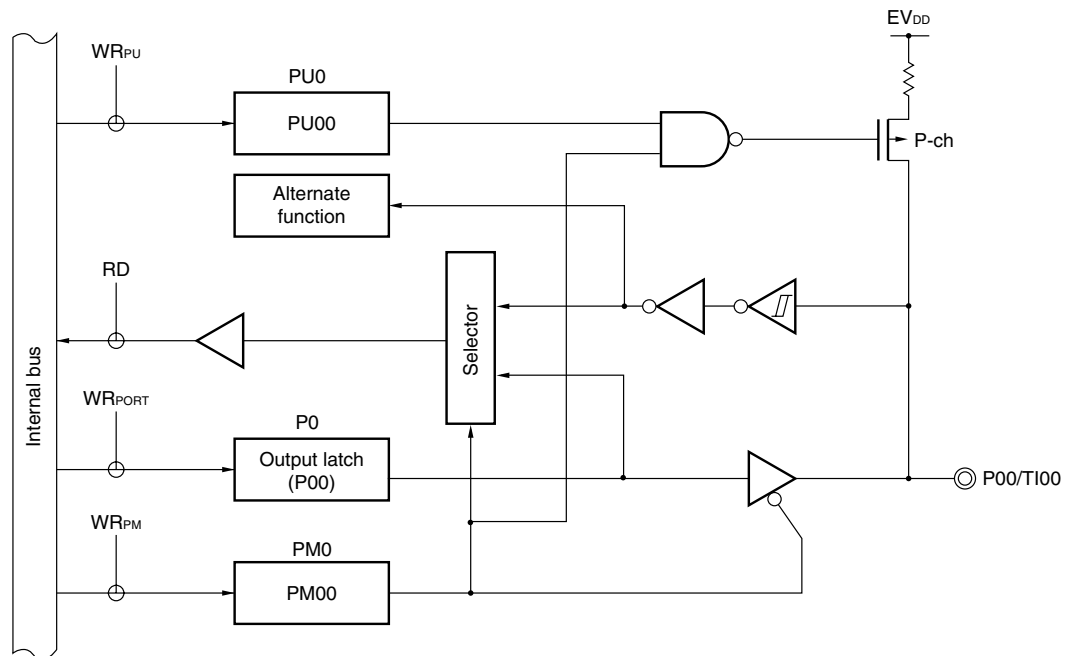 EVDD
WRPU
PU0
PU00
P-ch
Alternate
function
RD
Selector
Internal bus
WRPORT
P0
Output latch
(P00)
P00/TI00
WRPM
PM0
PM00